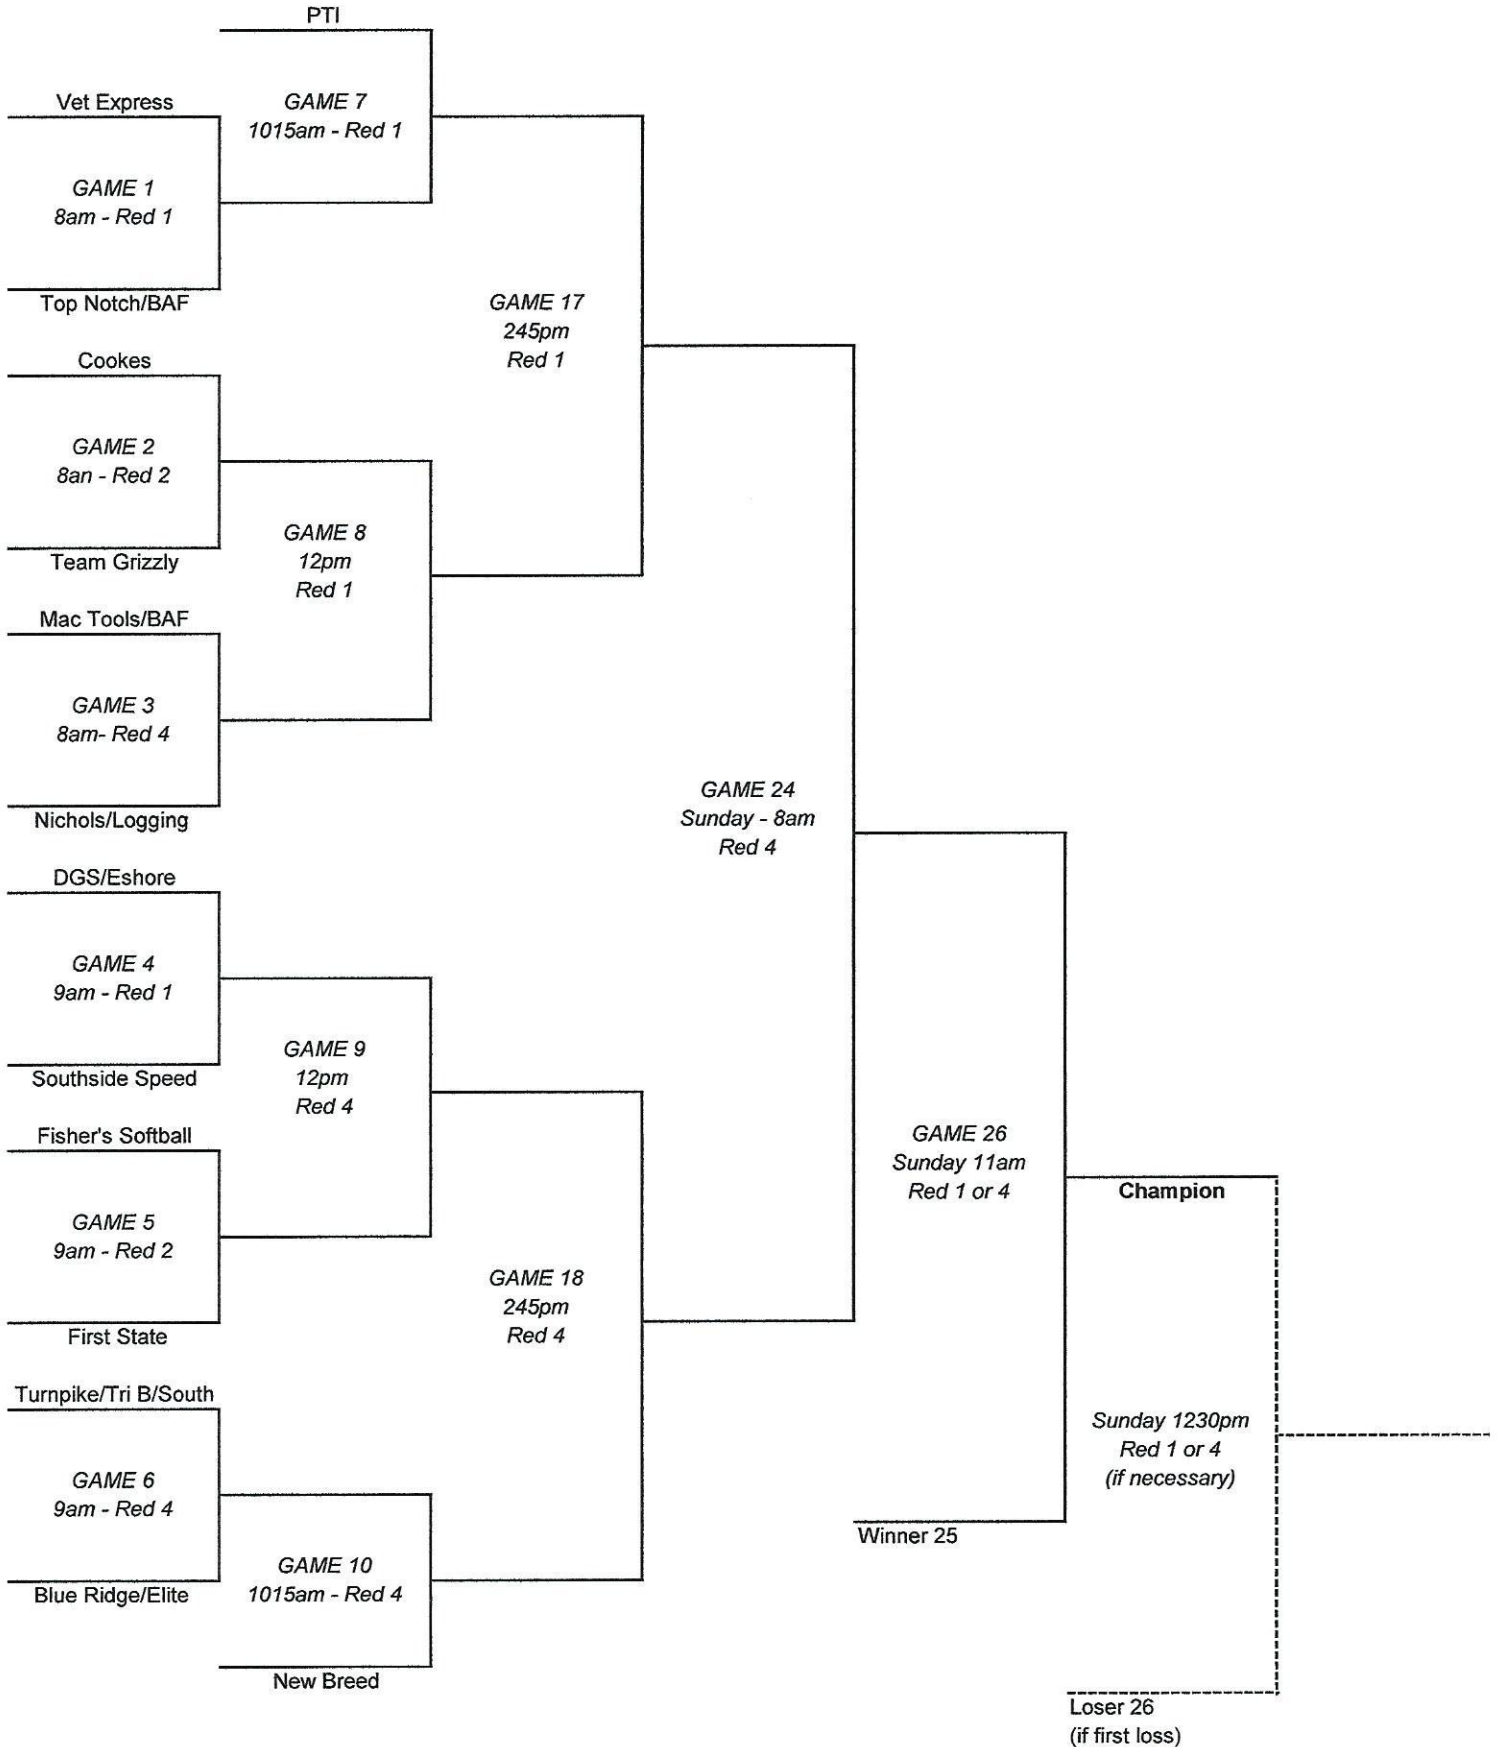 PTI
Vet Express
GAME 7
1015am - Red 1
GAME 1
8am - Red 1
Top Notch/BAF
GAME 17
245pm
Red 1
Cookes
GAME 2
8an - Red 2
Team Grizzly
GAME 8
12pm
Red 1
Mac Tools/BAF
GAME 3
8am- Red 4
Nichols/Logging
GAME 24
Sunday - 8am
Red 4
DGS/Eshore
GAME 4
9am - Red 1
Southside Speed
GAME 9
12pm
Red 4
Fisher's Softball
GAME 5
9am - Red 2
First State
GAME 26
Sunday 11am
Red 1 or 4
Champion
GAME 18
245pm
Red 4
Turnpike/Tri B/South
GAME 6
9am - Red 4
Blue Ridge/Elite
GAME 10
1015am - Red 4
New Breed
Sunday 1230pm
Red 1 or 4
(if necessary)
Winner 25
Loser 26
(if first loss)